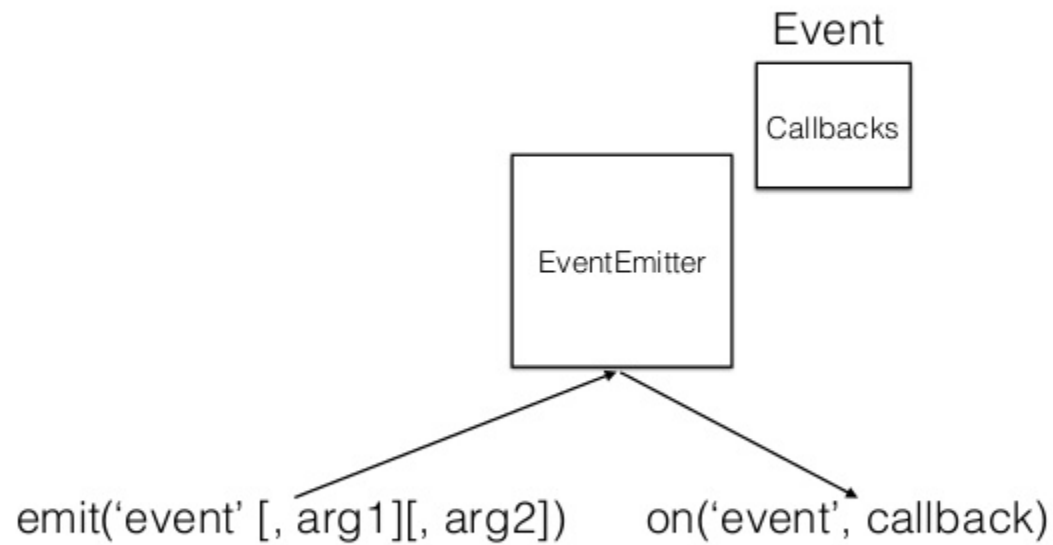 Event
Callbacks
EventEmitter
emit(‘event’ [, arg1][, arg2])
on(‘event’, callback)